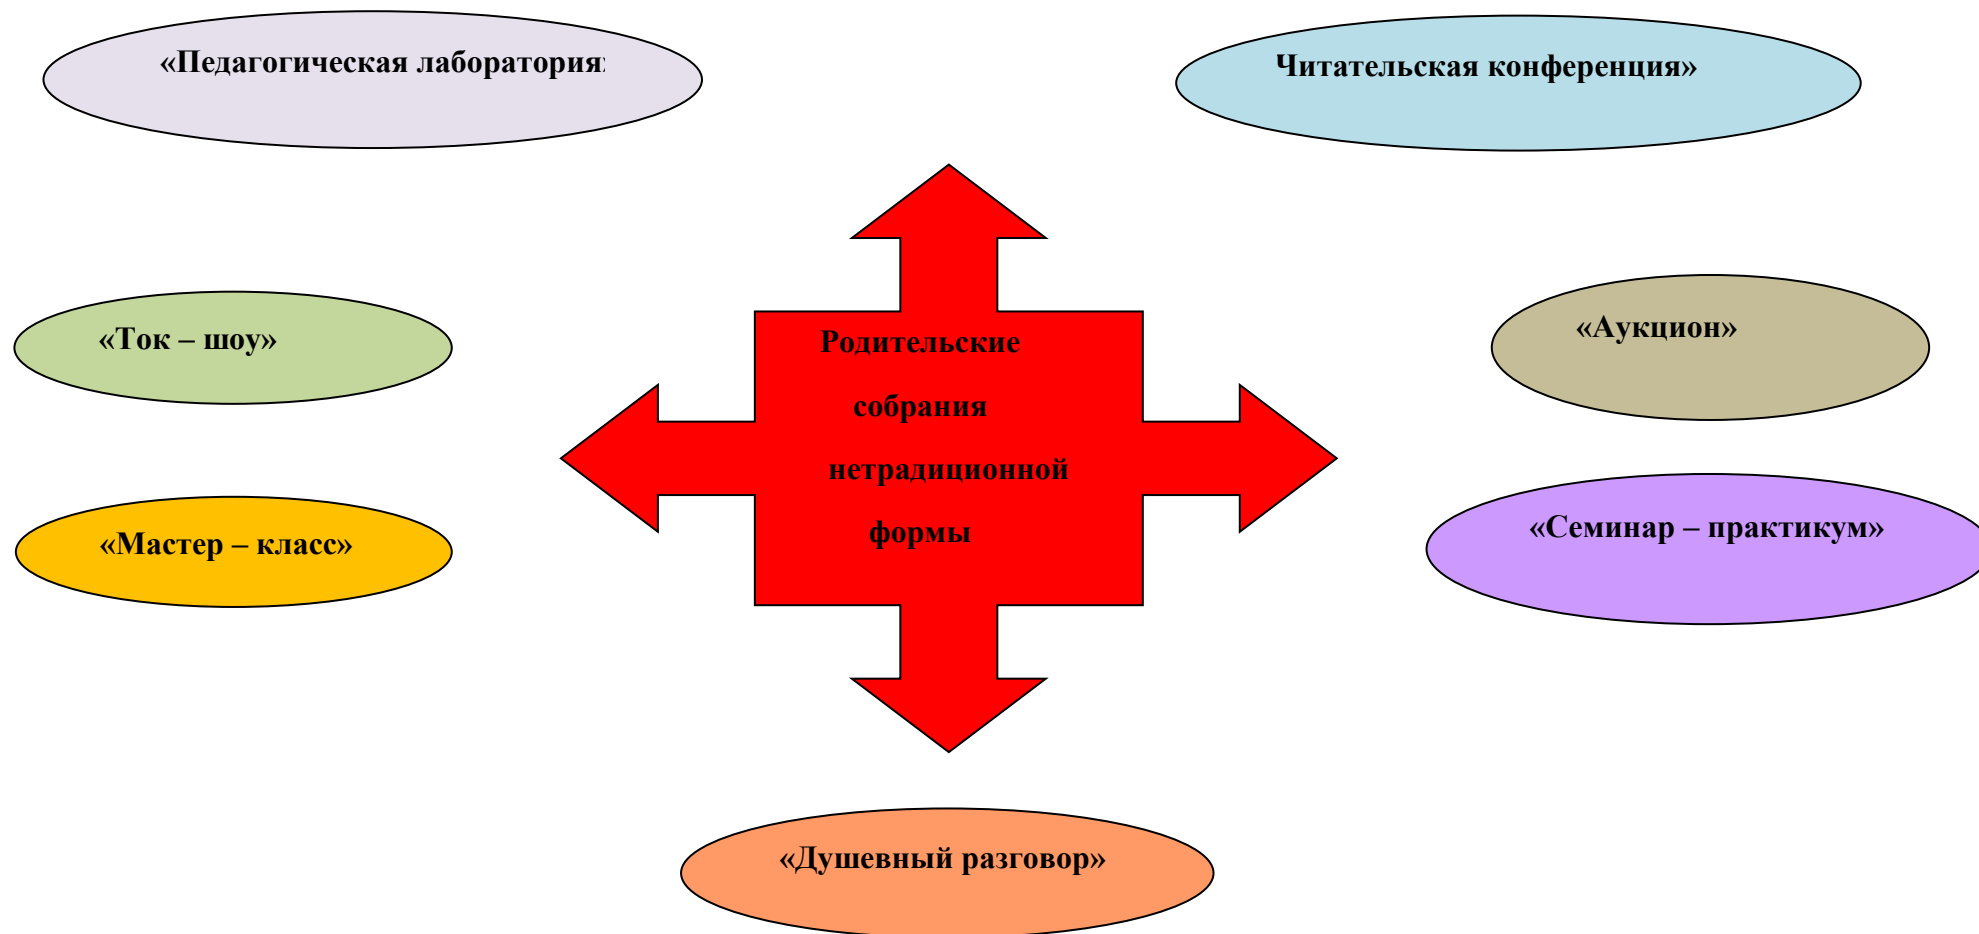 «Педагогическая лаборатория»
Читательская конференция»
«Ток – шоу»
«Аукцион»
Родительские
собрания
нетрадиционной
формы
«Мастер – класс»
«Семинар – практикум»
«Душевный разговор»